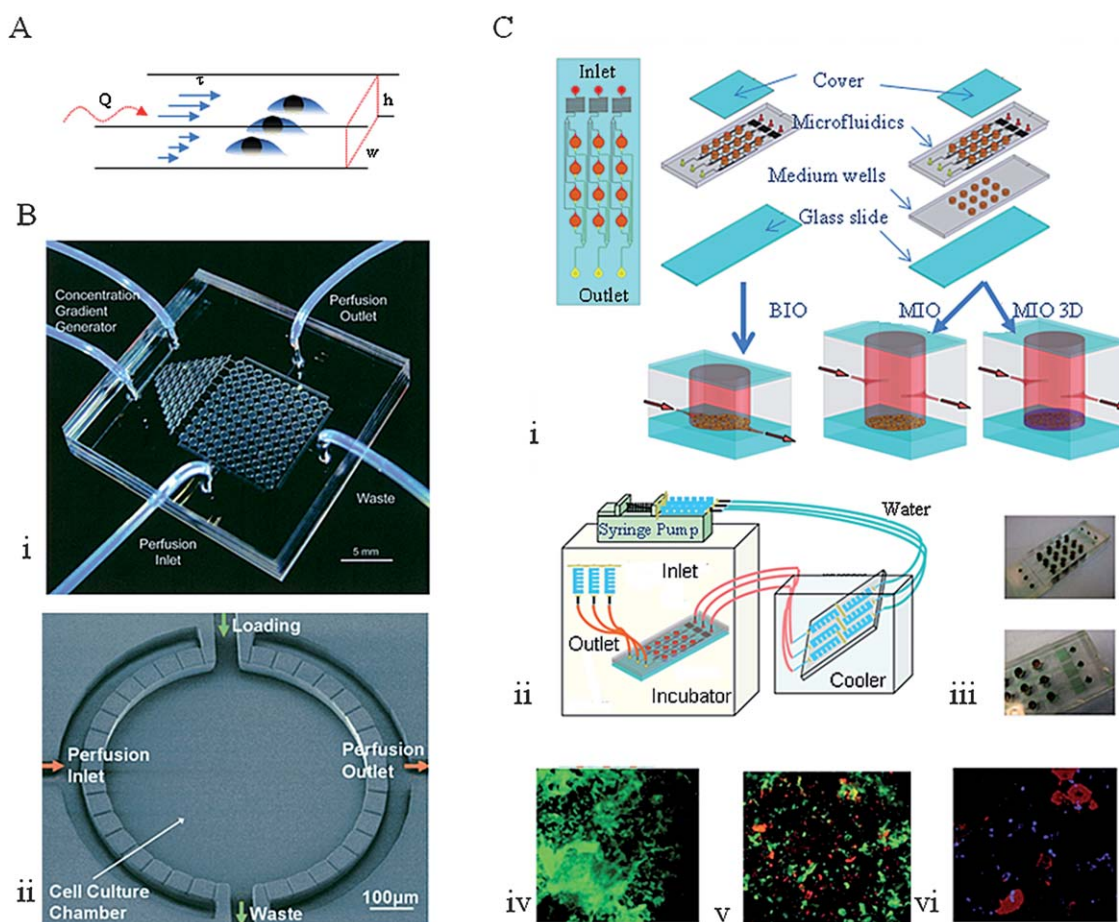 A
Q
τ
h
w
B
Concentration
Gradient
Generator
Perfusion
Outlet
Waste
Perfusion
Inlet
5 mm
i
Loading
Perfusion
Inlet
Perfusion
Outlet
Cell Culture
Chamber
Waste
100μm
ii
C
Inlet
Outlet
Cover
Microfluidics
Medium wells
Glass slide
BIO
MIO
MIO 3D
i
Water
Syringe Pump
Inlet
Outlet
Incubator
Cooler
ii
iii
iv
v
vi